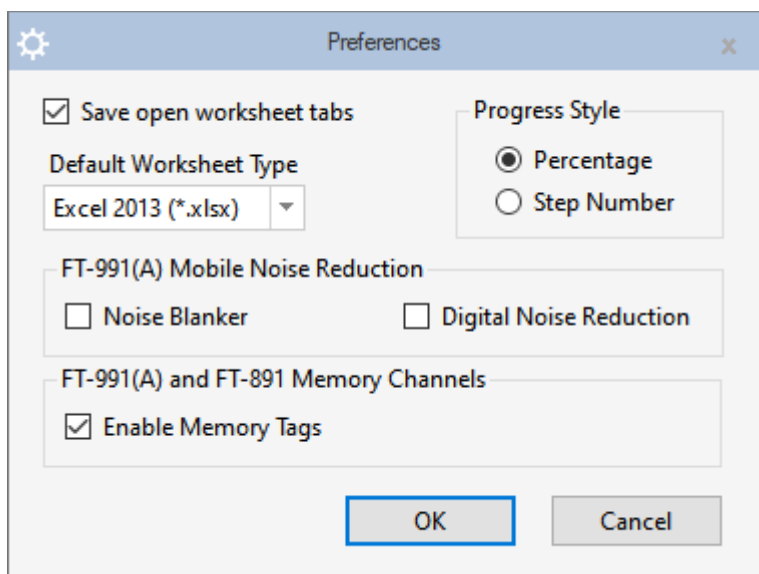 Preferences
Save open worksheet tabs
Default Worksheet Type
Excel 2013 (*.xlsx)
Progress Style
Percentage
Step Number
FT-991(A) Mobile Noise Reduction
Noise Blanker
Digital Noise Reduction
FT-991(A) and FT-891 Memory Channels
Enable Memory Tags
OK
Cancel